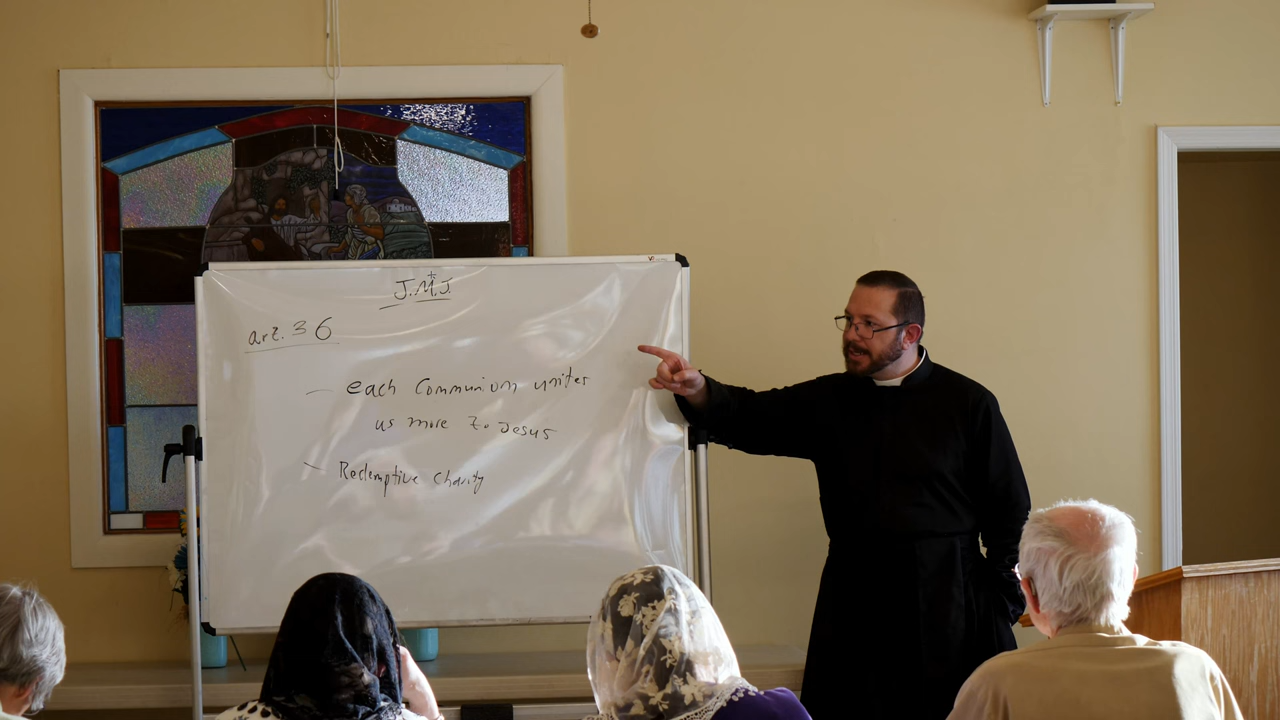 J.M.J.
art. 36
— each Communion unites
us more to Jesus
— Redemptive Charity